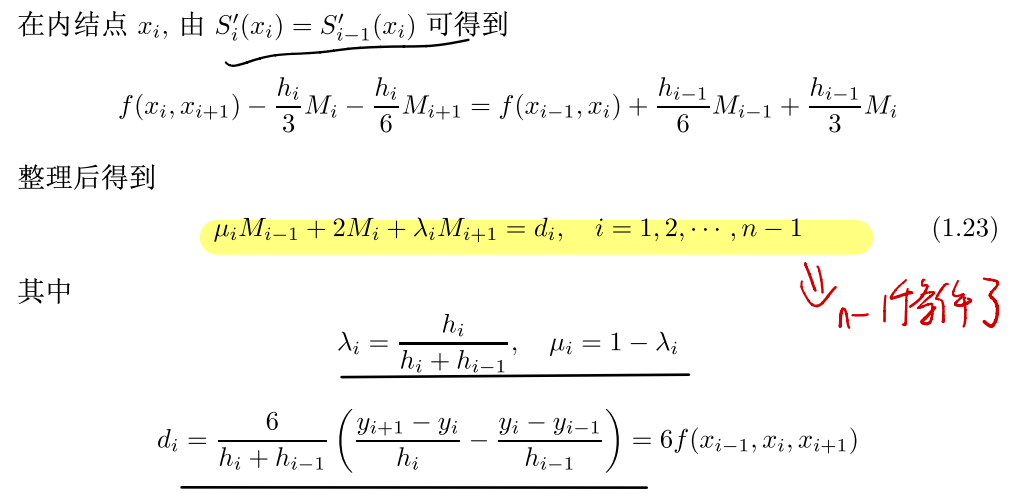 在内结点 $x_i$, 由 $S_i'(x_i) = S_{i-1}'(x_i)$ 可得到
$f(x_i, x_{i+1}) - \frac{h_i}{3} M_i - \frac{h_i}{6} M_{i+1} = f(x_{i-1}, x_i) + \frac{h_{i-1}}{6} M_{i-1} + \frac{h_{i-1}}{3} M_i$
整理后得到
$\mu_i M_{i-1} + 2M_i + \lambda_i M_{i+1} = d_i, \quad i = 1, 2, \cdots, n-1$ (1.23)
n-1个条件了
其中
$\lambda_i = \frac{h_i}{h_i + h_{i-1}}, \quad \mu_i = 1 - \lambda_i$
$d_i = \frac{6}{h_i + h_{i-1}} \left( \frac{y_{i+1} - y_i}{h_i} - \frac{y_i - y_{i-1}}{h_{i-1}} \right) = 6f(x_{i-1}, x_i, x_{i+1})$